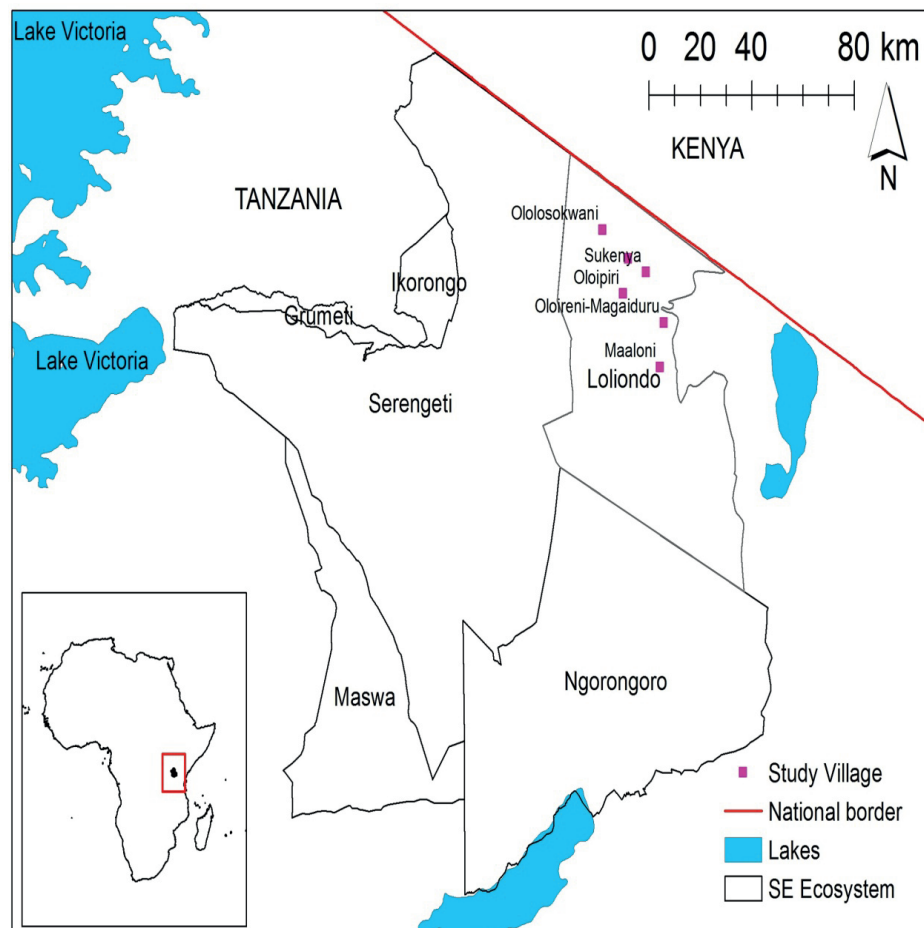 Lake Victoria
0 20 40 80 km
KENYA
N
TANZANIA
Ololosokwani
Sukenya
Ikorongo
Oloipiri
Grumeti
Oloireni-Magaiduru
Lake Victoria
Maaloni
Loliondo
Serengeti
Ngorongoro
Maswa
Study Village
National border
Lakes
SE Ecosystem